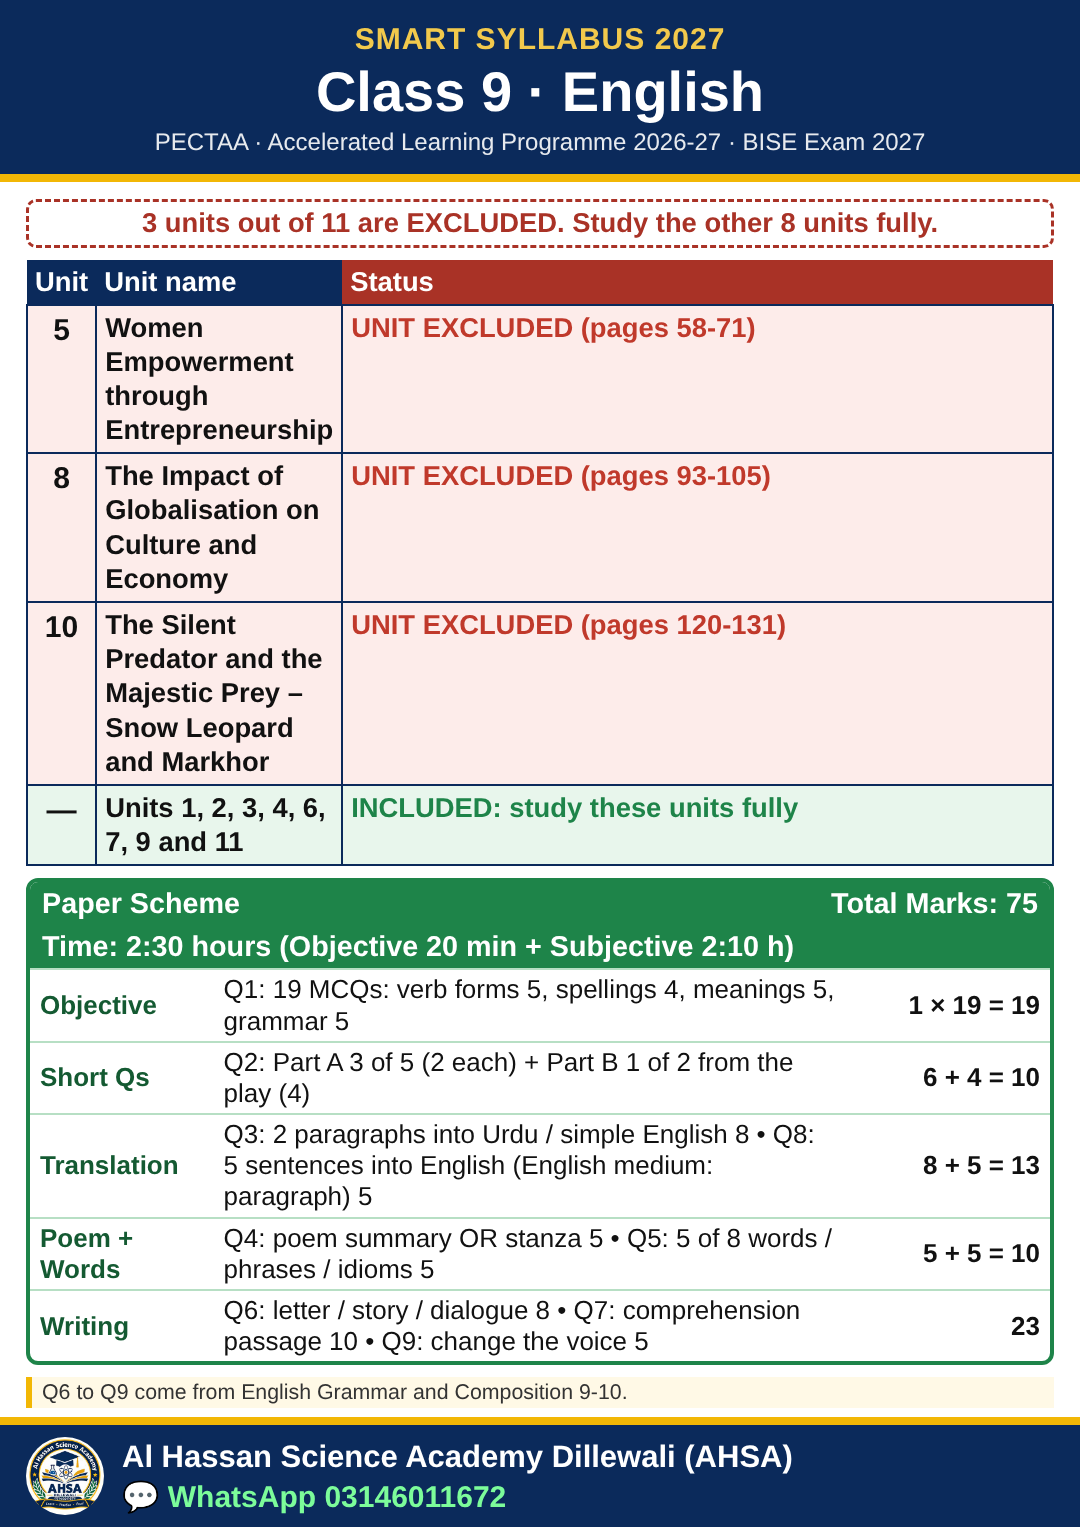 SMART SYLLABUS 2027
Class 9 · English
PECTAA · Accelerated Learning Programme 2026-27 · BISE Exam 2027
3 units out of 11 are EXCLUDED. Study the other 8 units fully.
Unit Unit name Status
5 Women UNIT EXCLUDED (pages 58-71)
Empowerment
through
Entrepreneurship
8 The Impact of UNIT EXCLUDED (pages 93-105)
Globalisation on
Culture and
Economy
10 The Silent UNIT EXCLUDED (pages 120-131)
Predator and the
Majestic Prey –
Snow Leopard
and Markhor
— Units 1, 2, 3, 4, 6, INCLUDED: study these units fully
7, 9 and 11
Paper Scheme Total Marks: 75
Time: 2:30 hours (Objective 20 min + Subjective 2:10 h)
Objective Q1: 19 MCQs: verb forms 5, spellings 4, meanings 5, 1 × 19 = 19
grammar 5
Short Qs Q2: Part A 3 of 5 (2 each) + Part B 1 of 2 from the 6 + 4 = 10
play (4)
Q3: 2 paragraphs into Urdu / simple English 8 • Q8:
Translation 5 sentences into English (English medium: 8 + 5 = 13
paragraph) 5
Poem + Q4: poem summary OR stanza 5 • Q5: 5 of 8 words / 5 + 5 = 10
Words phrases / idioms 5
Writing Q6: letter / story / dialogue 8 • Q7: comprehension 23
passage 10 • Q9: change the voice 5
Q6 to Q9 come from English Grammar and Composition 9-10.
Al Hassan Science Academy
AHSA
DILLEWALI
Al Hassan Science Academy Dillewali (AHSA)
WhatsApp 03146011672